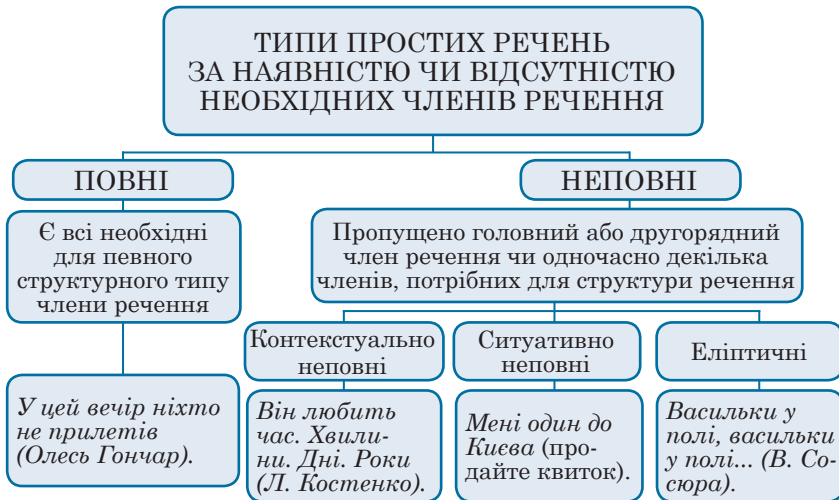 ТИПИ ПРОСТИХ РЕЧЕНЬ
ЗА НАЯВНІСТЮ ЧИ ВІДСУТНІСТЮ
НЕОБХІДНИХ ЧЛЕНІВ РЕЧЕННЯ
ПОВНІ
НЕПОВНІ
Є всі необхідні
для певного
структурного типу
члени речення
Пропущено головний або другорядний
член речення чи одночасно декілька
членів, потрібних для структури речення
Контекстуально
неповні
Ситуативно
неповні
Еліптичні
У цей вечір ніхто
не прилетів
(Олесь Гончар).
Він любить
час. Хвили-
ни. Дні. Роки
(Л. Костенко).
Мені один до
Києва (про-
дайте квиток).
Васильки у
полі, васильки
у полі... (В. Со-
сюра).